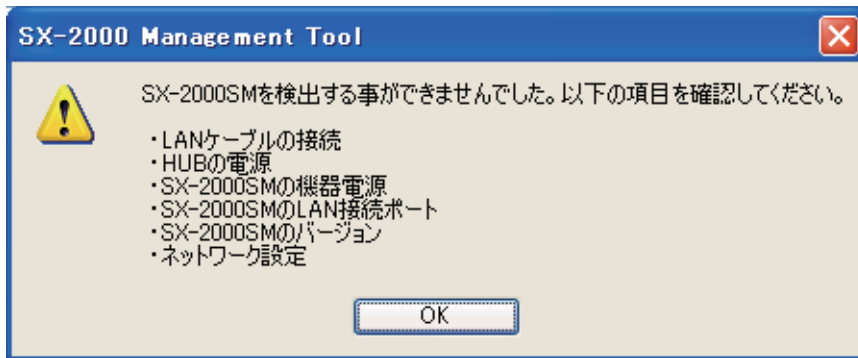 SX-2000 Management Tool
SX-2000SMを検出する事ができませんでした。以下の項目を確認してください。
・LANケーブルの接続
・HUBの電源
・SX-2000SMの機器電源
・SX-2000SMのLAN接続ポート
・SX-2000SMのバージョン
・ネットワーク設定
OK